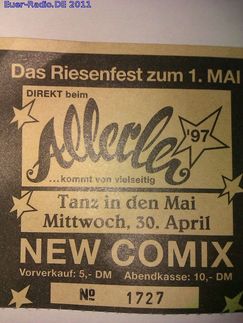 Buer-Radio.DE 2011
Das Riesenfest zum 1. MAI
DIREKT beim
Allerlei '97
...kommt von vielseitig
Tanz in den Mai
Mittwoch, 30. April
NEW COMIX
Vorverkauf: 5,- DM Abendkasse: 10,- DM
Nº 1727